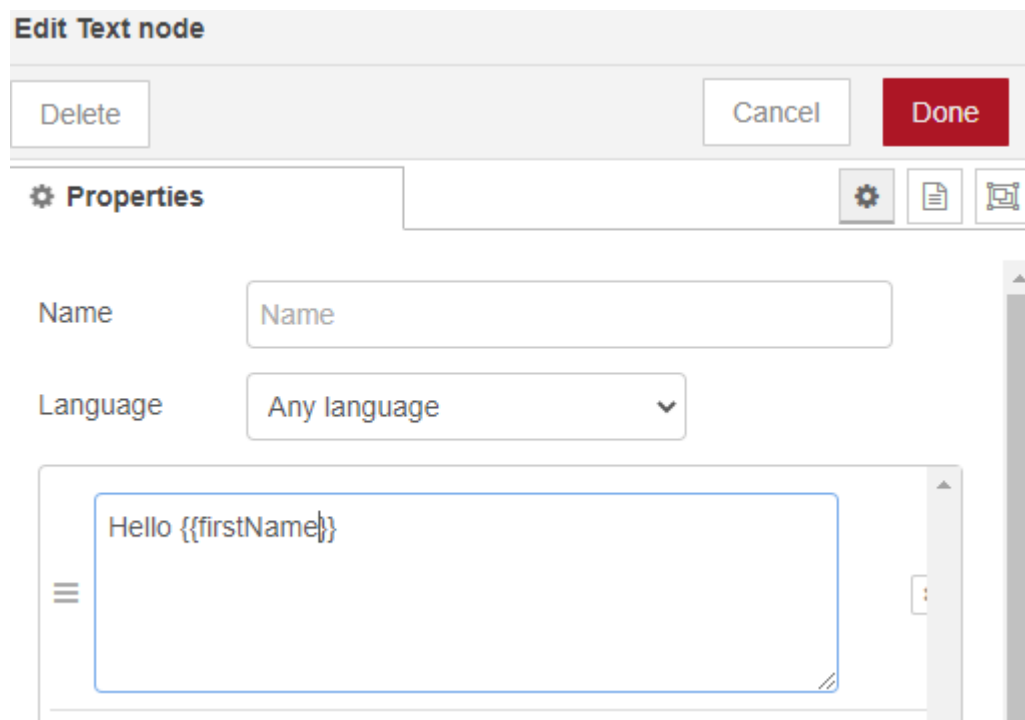 Edit Text node
Delete Cancel Done
Properties
Name Name
Language Any language
Hello {{firstName}}